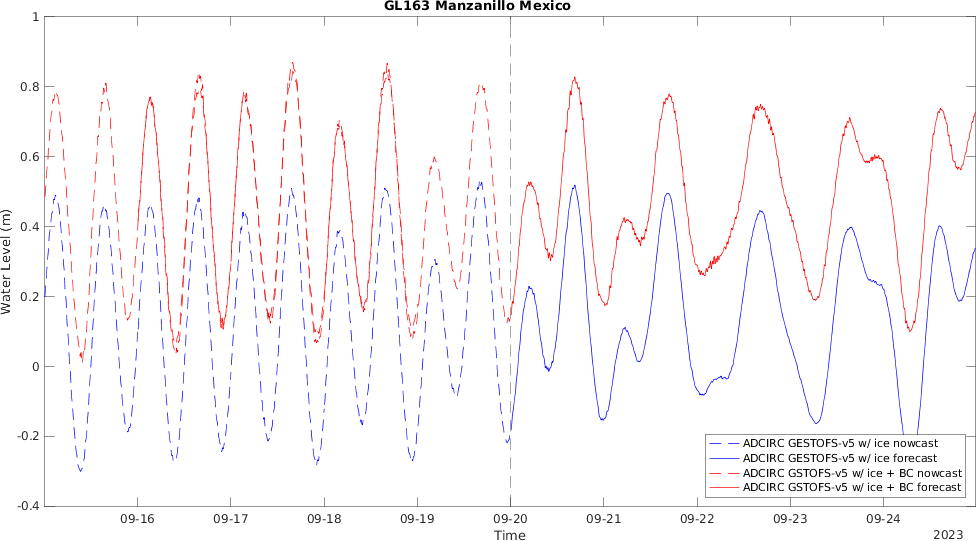 GL163 Manzanillo Mexico
Water Level (m)
1
0.8
0.6
0.4
0.2
0
-0.2
-0.4
ADCIRC GESTOFS-v5 w/ ice nowcast
ADCIRC GESTOFS-v5 w/ ice forecast
ADCIRC GSTOFS-v5 w/ ice + BC nowcast
ADCIRC GSTOFS-v5 w/ ice + BC forecast
09-16 09-17 09-18 09-19 09-20 09-21 09-22 09-23 09-24
Time
2023